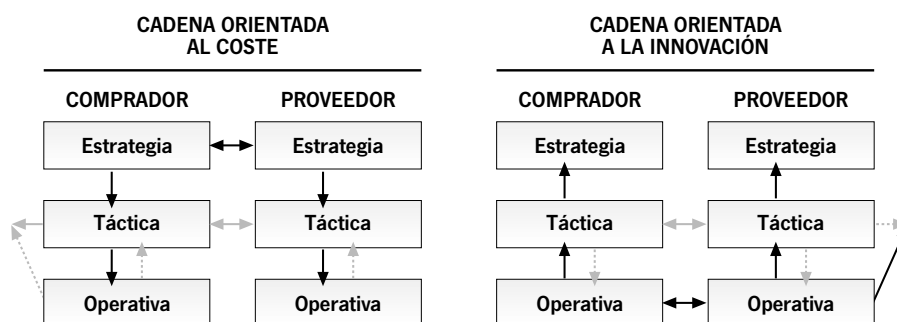 CADENA ORIENTADA
AL COSTE
COMPRADOR PROVEEDOR
Estrategia Estrategia
Táctica Táctica
Operativa Operativa
CADENA ORIENTADA
A LA INNOVACIÓN
COMPRADOR PROVEEDOR
Estrategia Estrategia
Táctica Táctica
Operativa Operativa